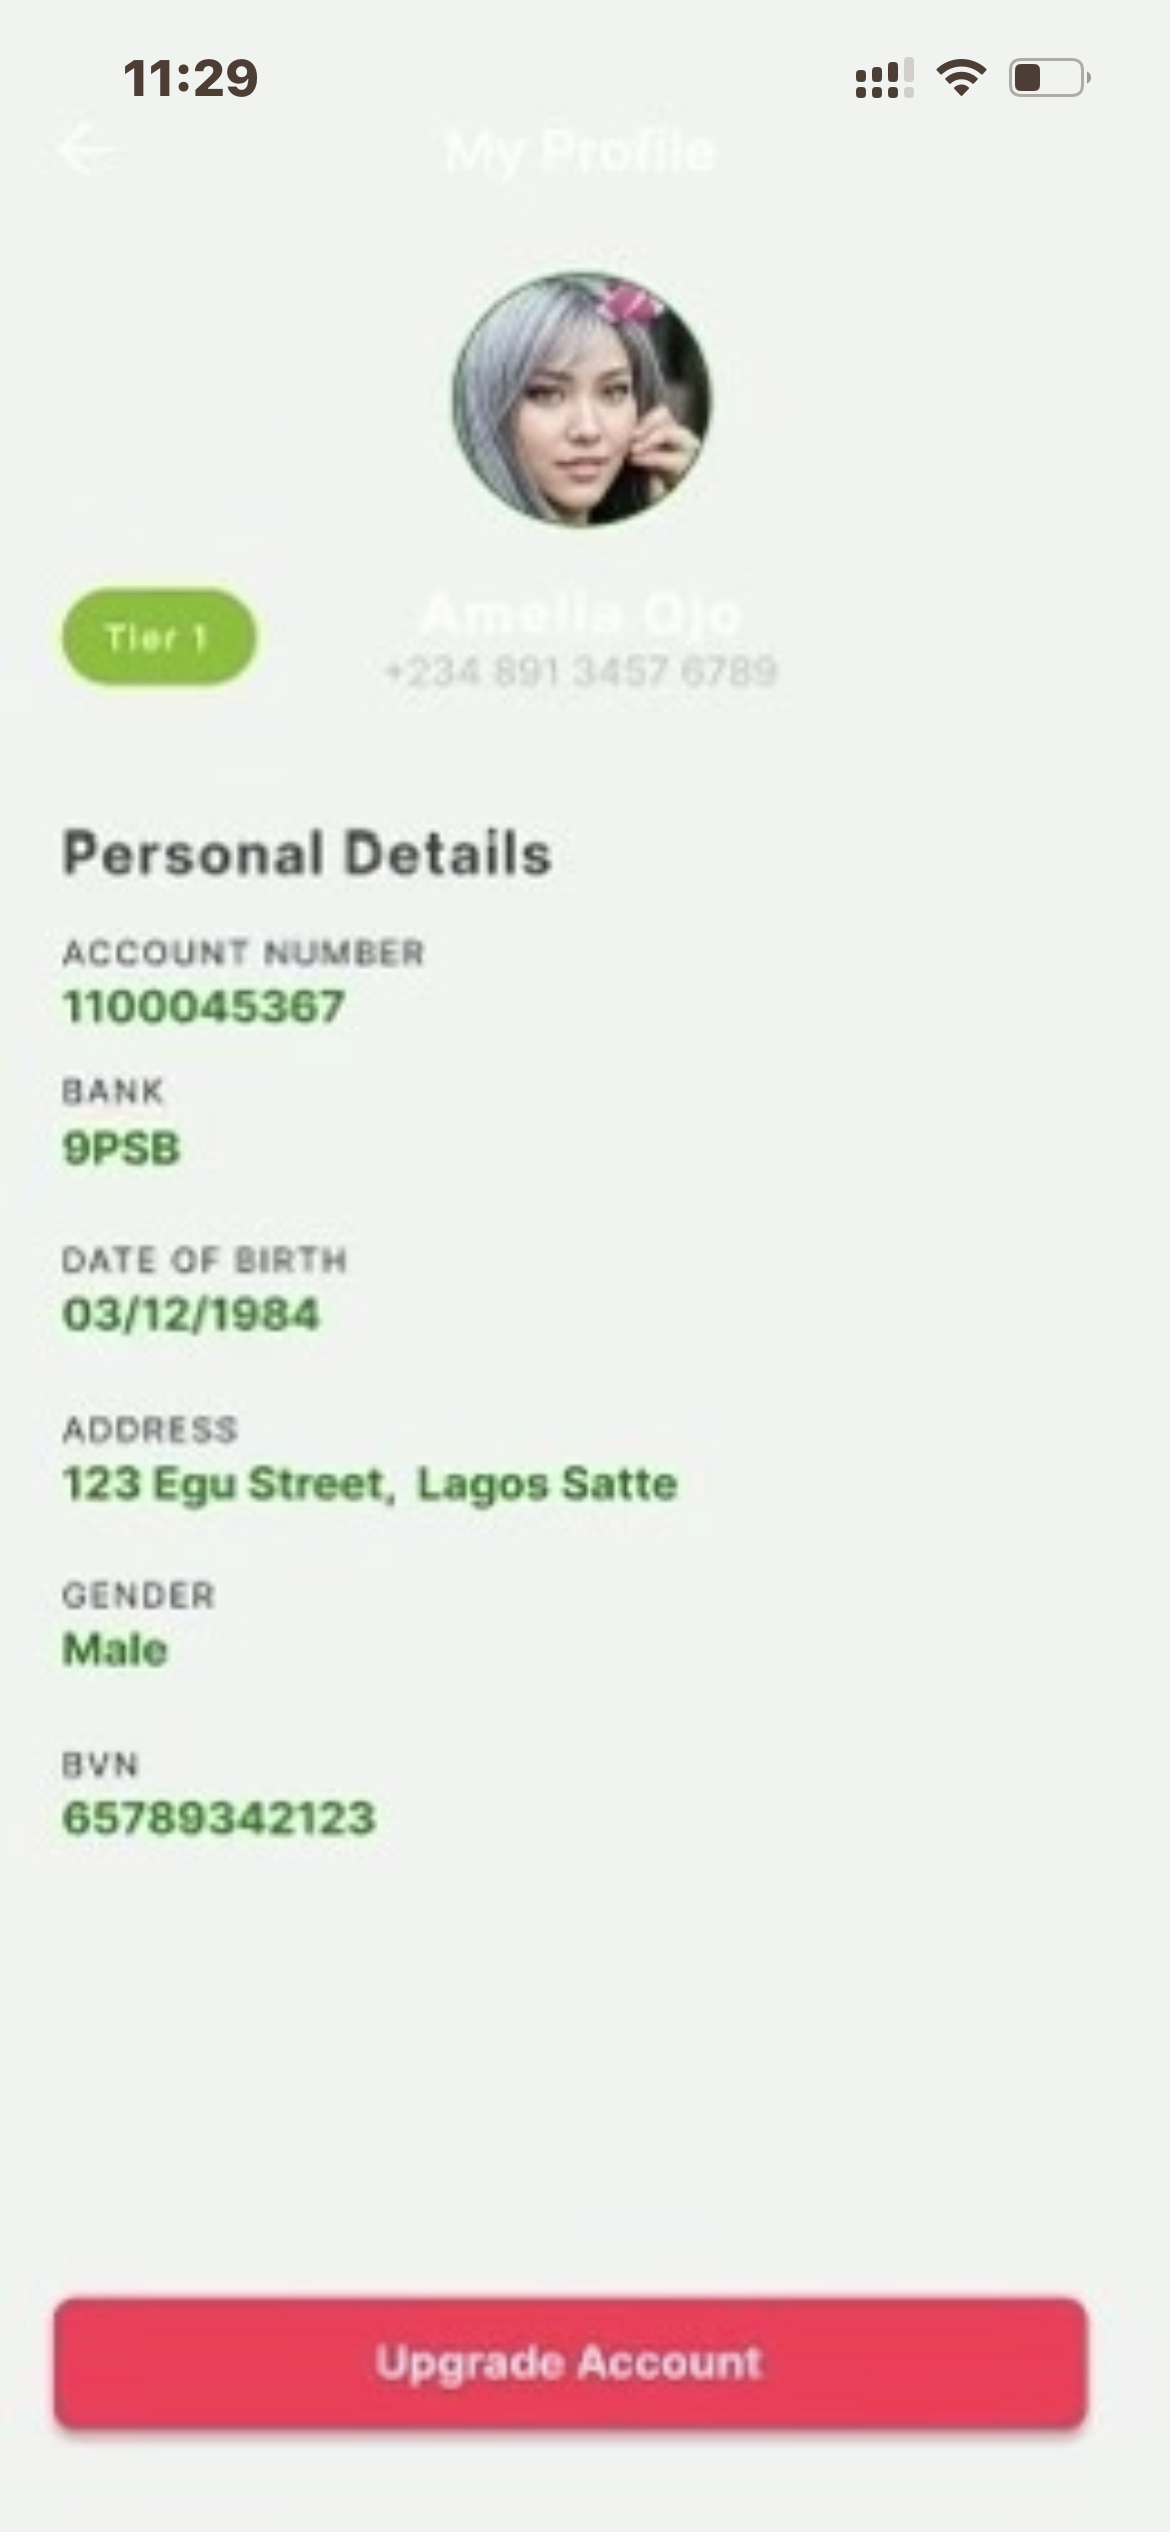 11:29
My Profile
Amelia Ojo
Tier 1
+234 891 3457 6789
Personal Details
ACCOUNT NUMBER
1100045367
BANK
9PSB
DATE OF BIRTH
03/12/1984
ADDRESS
123 Egu Street, Lagos Satte
GENDER
Male
BVN
65789342123
Upgrade Account